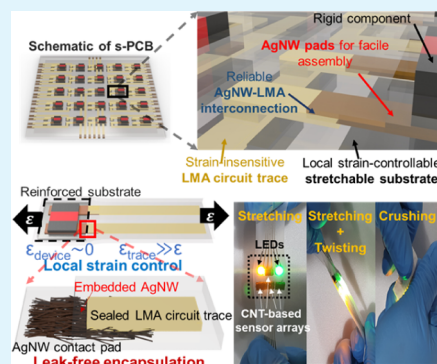 Schematic of s-PCB
Rigid component
AgNW pads for facile
assembly
Reliable
AgNW-LMA
interconnection
Strain-insensitive
LMA circuit trace
Local strain-controllable
stretchable substrate
Reinforced substrate
ε
ε
εdevice ~ 0
εtrace≫ε
Local strain control
Embedded AgNW
Sealed LMA circuit trace
AgNW contact pad
Leak-free encapsulation
Stretching
Stretching
+
Twisting
Crushing
LEDs
CNT-based
sensor arrays